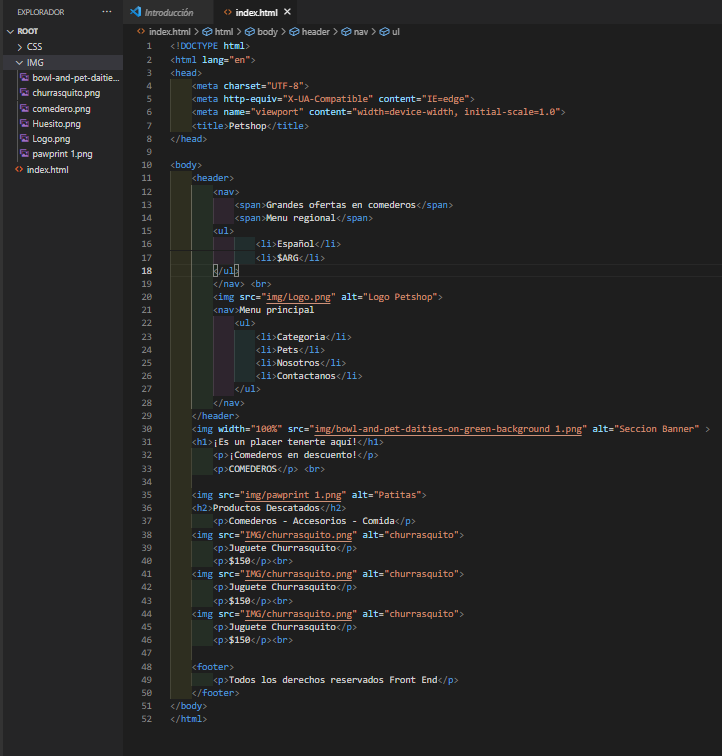 EXPLORADOR ···
ROOT
CSS
IMG
bowl-and-pet-daitie...
churrasquito.png
comedero.png
Huesito.png
Logo.png
pawprint 1.png
index.html
Introducción
index.html
index.html > html > body > header > nav > ul
1 <!DOCTYPE html>
2 <html lang="en">
3 <head>
4 <meta charset="UTF-8">
5 <meta http-equiv="X-UA-Compatible" content="IE=edge">
6 <meta name="viewport" content="width=device-width, initial-scale=1.0">
7 <title>Petshop</title>
8 </head>
9
10 <body>
11 <header>
12 <nav>
13 <span>Grandes ofertas en comederos</span>
14 <span>Menu regional</span>
15 <ul>
16 <li>Español</li>
17 <li>$ARG</li>
18 </ul>
19 </nav> <br>
20 <img src="img/Logo.png" alt="Logo Petshop">
21 <nav>Menu principal
22 <ul>
23 <li>Categoria</li>
24 <li>Pets</li>
25 <li>Nosotros</li>
26 <li>Contactanos</li>
27 </ul>
28 </nav>
29 </header>
30 <img width="100%" src="img/bowl-and-pet-daities-on-green-background 1.png" alt="Seccion Banner" >
31 <h1>¡Es un placer tenerte aquí!</h1>
32 <p>¡Comederos en descuento!</p>
33 <p>COMEDEROS</p> <br>
34
35 <img src="img/pawprint 1.png" alt="Patitas">
36 <h2>Productos Descatados</h2>
37 <p>Comederos - Accesorios - Comida</p>
38 <img src="IMG/churrasquito.png" alt="churrasquito">
39 <p>Juguete Churrasquito</p>
40 <p>$150</p><br>
41 <img src="IMG/churrasquito.png" alt="churrasquito">
42 <p>Juguete Churrasquito</p>
43 <p>$150</p><br>
44 <img src="IMG/churrasquito.png" alt="churrasquito">
45 <p>Juguete Churrasquito</p>
46 <p>$150</p><br>
47
48 <footer>
49 <p>Todos los derechos reservados Front End</p>
50 </footer>
51 </body>
52 </html>